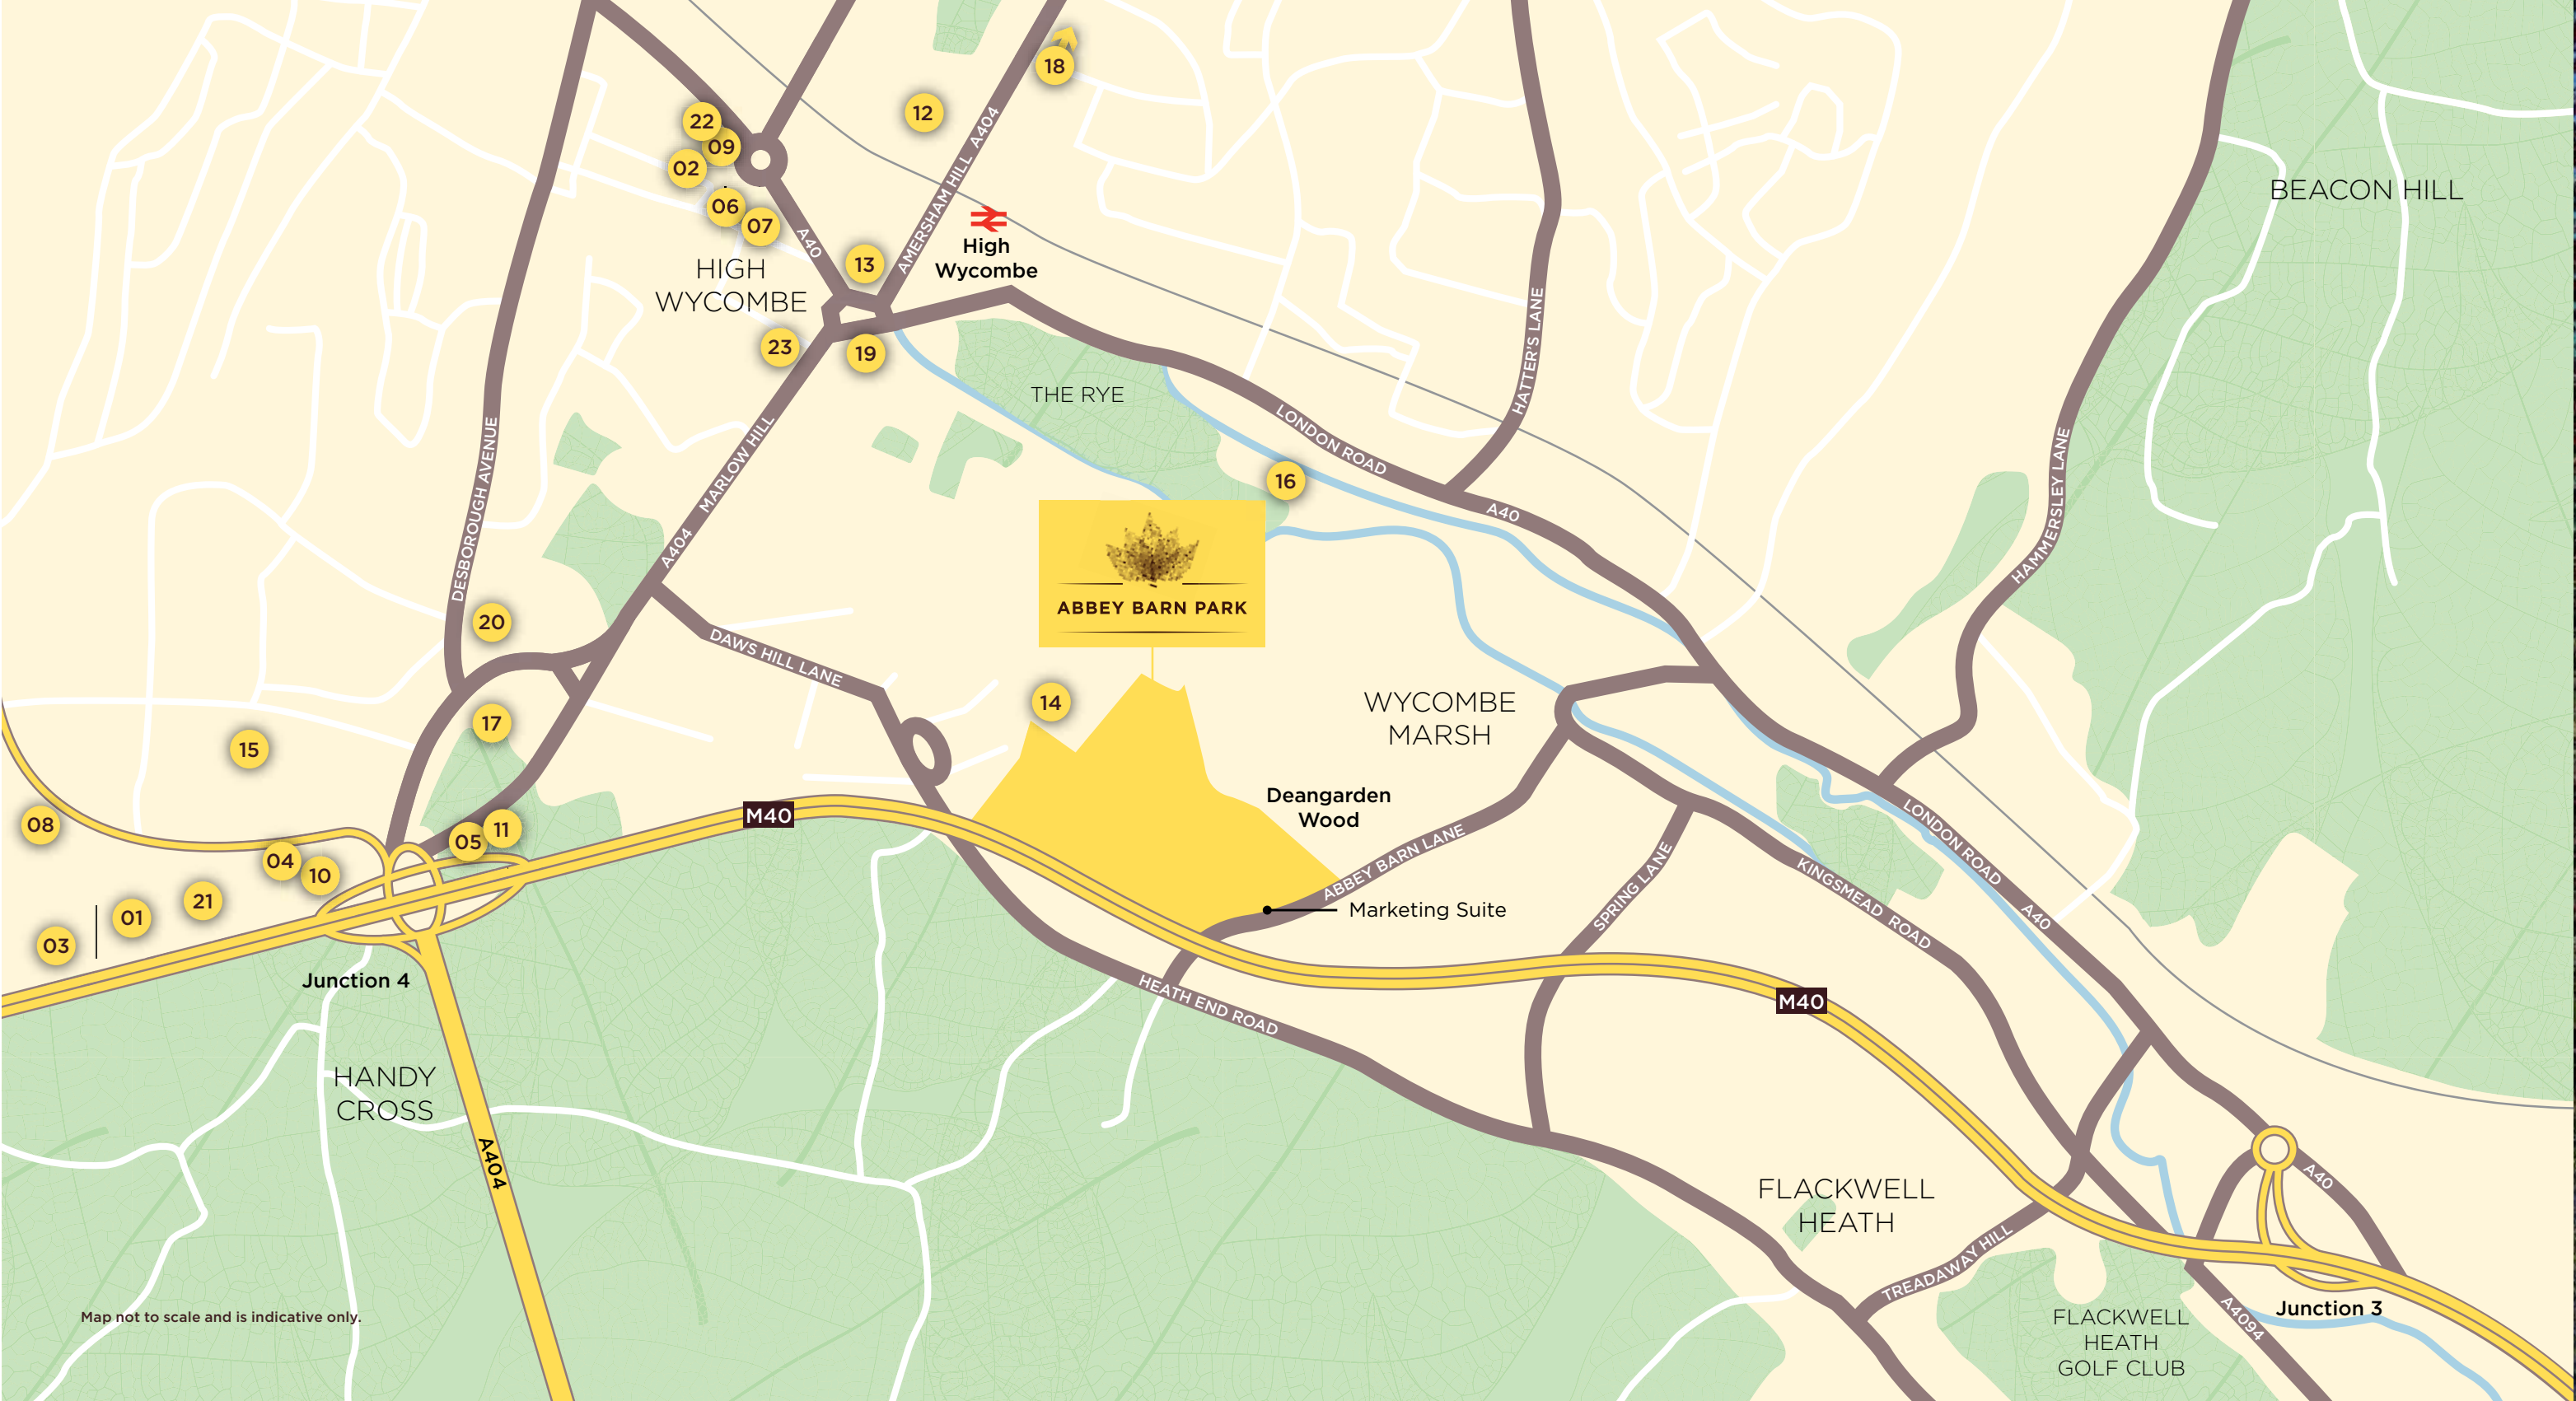 18
12
22
09
02
06
07
A40
AMERSHAM HILL A404
13
High
Wycombe
HIGH
WYCOMBE
23
19
BEACON HILL
THE RYE
HATTER'S LANE
LONDON ROAD
A40
16
DESBOROUGH AVENUE
A404 MARLOW HILL
HAMMERSLEY LANE
ABBEY BARN PARK
20
DAWS HILL LANE
14
WYCOMBE
MARSH
17
15
08
M40
Deangarden
Wood
05
11
04
10
ABBEY BARN LANE
SPRING LANE
KINGSMEAD ROAD
LONDON ROAD
A40
Marketing Suite
21
01
03
Junction 4
HEATH END ROAD
M40
HANDY
CROSS
A404
FLACKWELL
HEATH
A40
TREADAWAY HILL
Junction 3
A4094
FLACKWELL
HEATH
GOLF CLUB
Map not to scale and is indicative only.